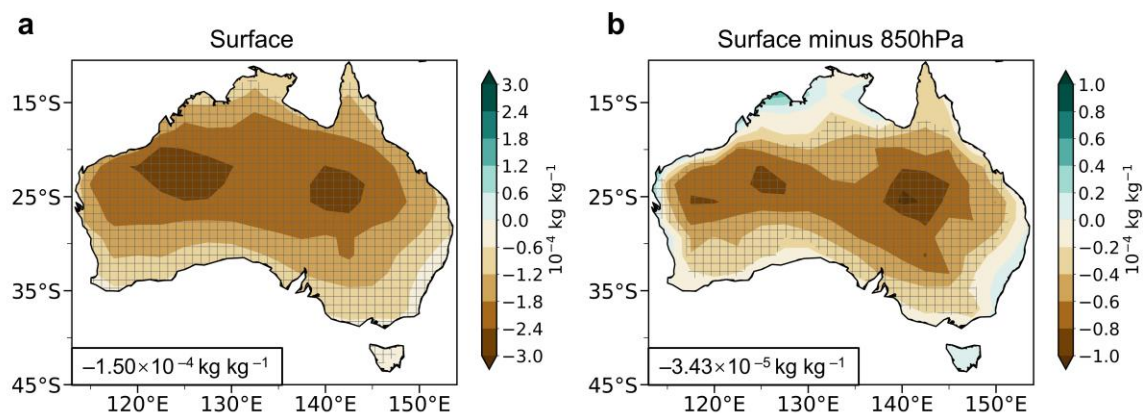 a
Surface
15°S
25°S
35°S
45°S
120°E 130°E 140°E 150°E
−1.50×10⁻⁴ kg kg⁻¹
3.0
2.4
1.8
1.2
0.6
0.0
−0.6
−1.2
−1.8
−2.4
−3.0
10⁻⁴ kg kg⁻¹
b
Surface minus 850hPa
15°S
25°S
35°S
45°S
120°E 130°E 140°E 150°E
−3.43×10⁻⁵ kg kg⁻¹
1.0
0.8
0.6
0.4
0.2
0.0
−0.2
−0.4
−0.6
−0.8
−1.0
10⁻⁴ kg kg⁻¹